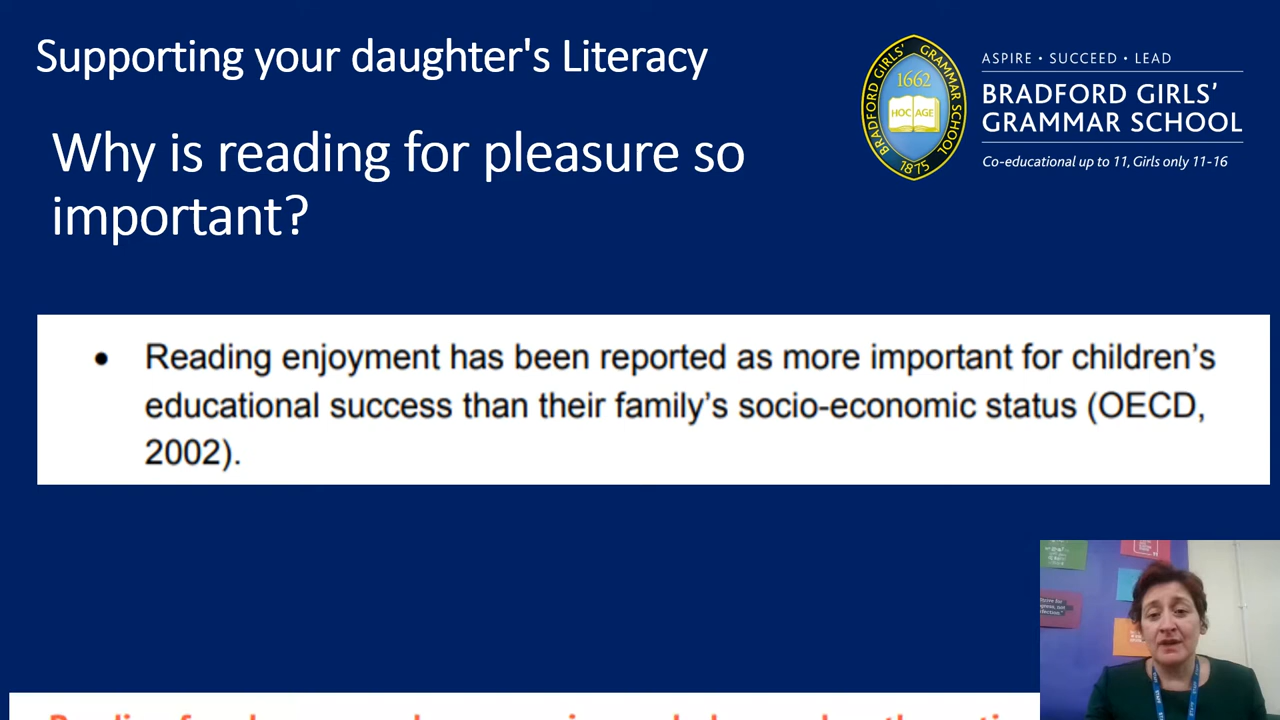 Supporting your daughter's Literacy
Why is reading for pleasure so
important?
BRADFORD GIRLS' GRAMMAR SCHOOL
1662
HOC AGE
1875
ASPIRE • SUCCEED • LEAD
BRADFORD GIRLS'
GRAMMAR SCHOOL
Co-educational up to 11, Girls only 11-16
• Reading enjoyment has been reported as more important for children's
educational success than their family's socio-economic status (OECD,
2002).